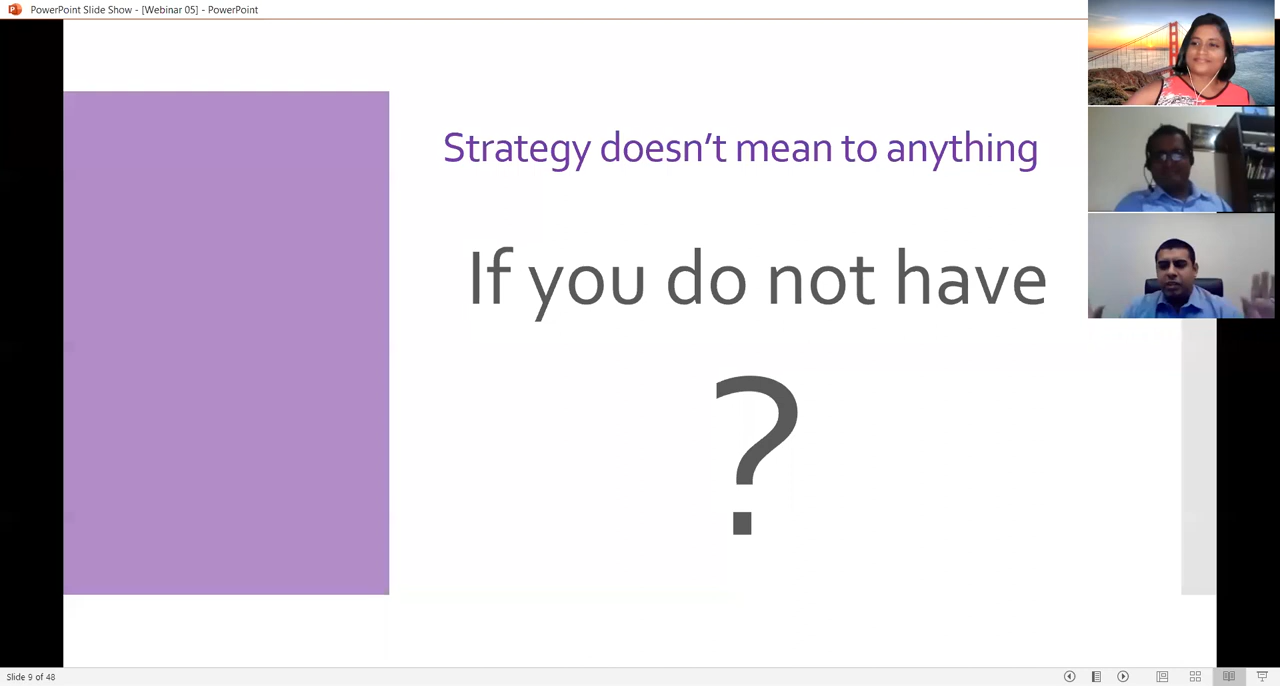 PowerPoint Slide Show - [Webinar 05] - PowerPoint
Strategy doesn’t mean to anything
If you do not have
?
Slide 9 of 48